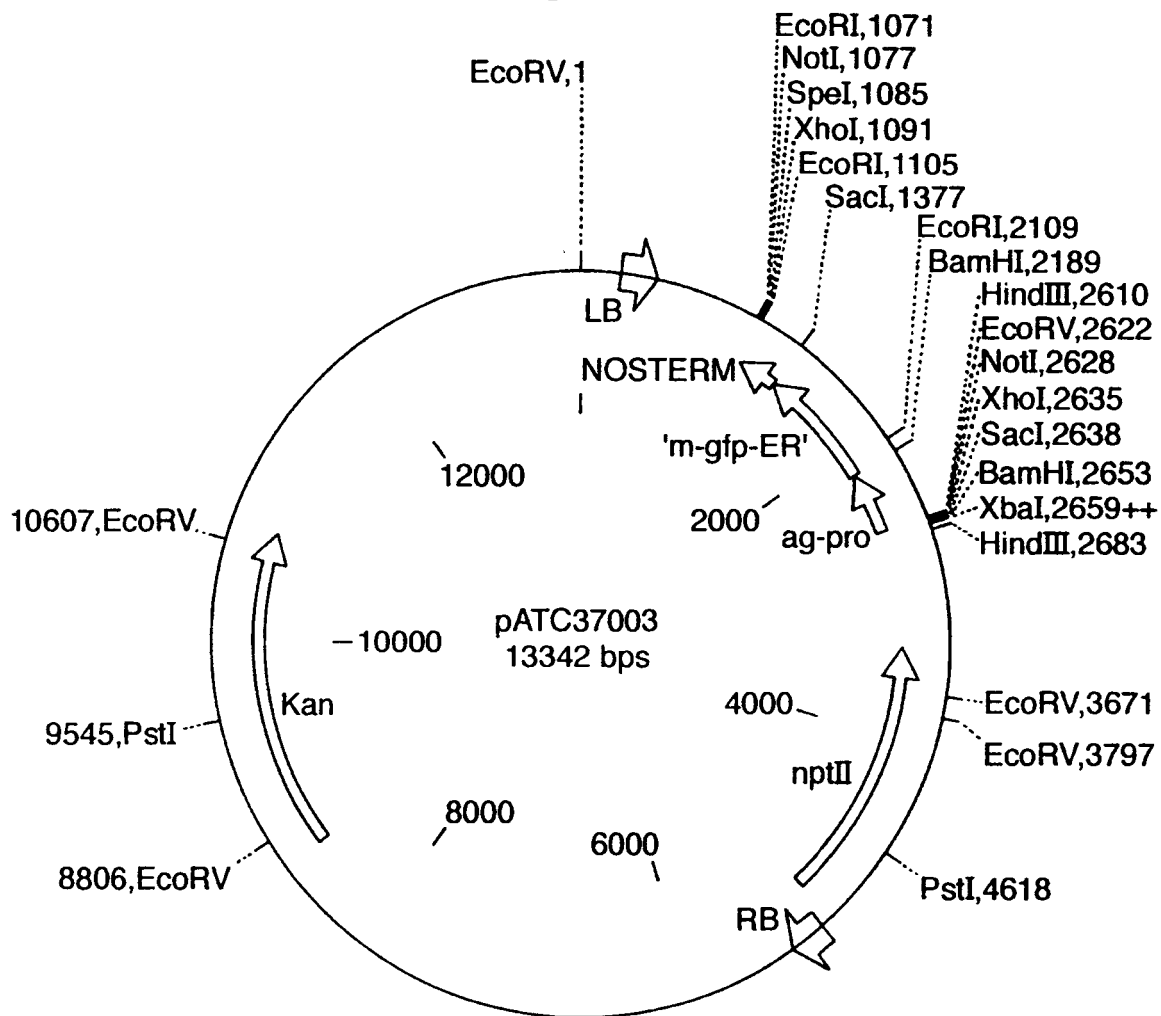 EcoRI,1071
NotI,1077
SpeI,1085
XhoI,1091
EcoRI,1105
SacI,1377
EcoRI,2109
BamHI,2189
HindIII,2610
EcoRV,2622
NotI,2628
XhoI,2635
SacI,2638
BamHI,2653
XbaI,2659++
HindIII,2683
EcoRV,1
LB
NOSTERM
'm-gfp-ER'
ag-pro
2000
12000
10607,EcoRV
10000
pATC37003
13342 bps
Kan
4000
EcoRV,3671
EcoRV,3797
9545,PstI
nptII
8000
6000
8806,EcoRV
PstI,4618
RB